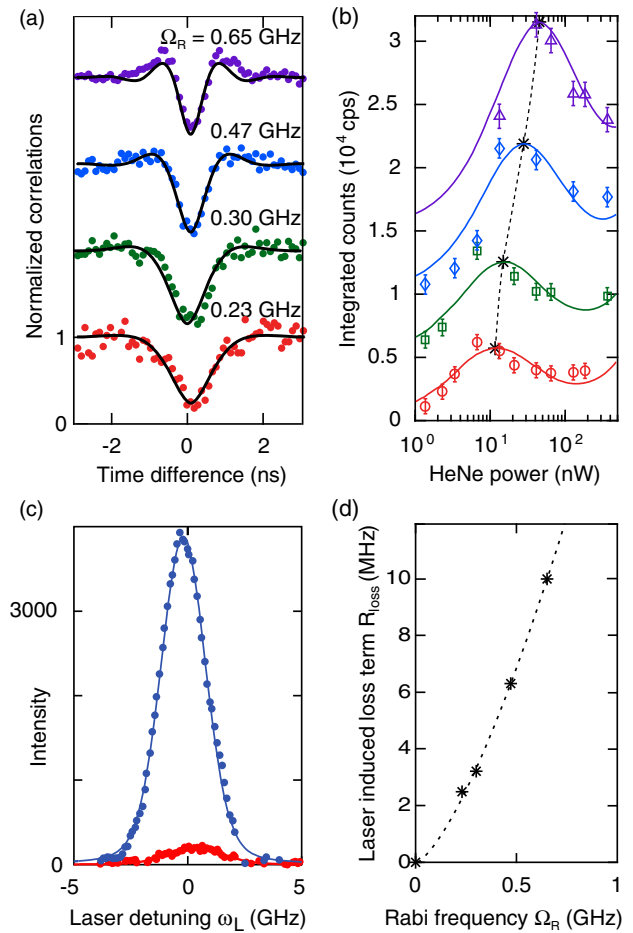 (a)
Ω_R = 0.65 GHz
0.47 GHz
0.30 GHz
0.23 GHz
Normalized correlations
1
0
-2
0
2
Time difference (ns)
(b)
Integrated counts (10^4 cps)
3
2.5
2
1.5
1
0.5
0
10^0
10^1
10^2
HeNe power (nW)
(c)
Intensity
3000
0
-5
0
5
Laser detuning ω_L (GHz)
(d)
Laser induced loss term R_loss (MHz)
10
8
6
4
2
0
0
0.5
1
Rabi frequency Ω_R (GHz)